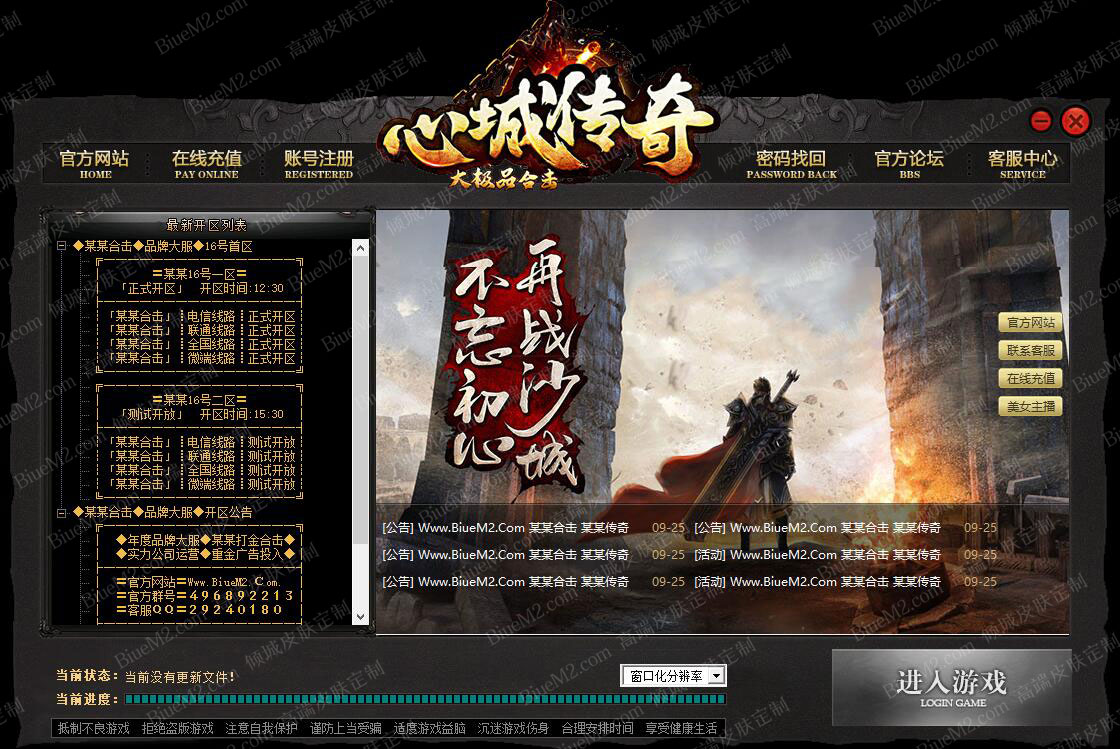 心城传奇
大极品合击
官方网站
HOME
在线充值
PAY ONLINE
账号注册
REGISTERED
密码找回
PASSWORD BACK
官方论坛
BBS
客服中心
SERVICE
最新开区列表
◆某某合击◆品牌大服◆16号首区
=某某16号一区=
「正式开区」 开区时间:12:30
「某某合击」┇电信线路┇正式开区
「某某合击」┇联通线路┇正式开区
「某某合击」┇全国线路┇正式开区
「某某合击」┇微端线路┇正式开区
=某某16号二区=
「测试开放」 开区时间:15:30
「某某合击」┇电信线路┇测试开放
「某某合击」┇联通线路┇测试开放
「某某合击」┇全国线路┇测试开放
「某某合击」┇微端线路┇测试开放
◆某某合击◆品牌大服◆开区公告
◆年度品牌大服◆某某打金合击◆
◆实力公司运营◆重金广告投入◆
=官方网站=Www.BiueM2.Com.
=官方群号=496892213
=客服QQ=29240180
再战沙城
不忘初心
官方网站
联系客服
在线充值
美女主播
[公告] Www.BiueM2.Com 某某合击 某某传奇 09-25 [公告] Www.BiueM2.Com 某某合击 某某传奇 09-25
[公告] Www.BiueM2.Com 某某合击 某某传奇 09-25 [活动] Www.BiueM2.Com 某某合击 某某传奇 09-25
[公告] Www.BiueM2.Com 某某合击 某某传奇 09-25 [活动] Www.BiueM2.Com 某某合击 某某传奇 09-25
当前状态: 当前没有更新文件!
窗口化分辨率
当前进度:
进入游戏
LOGIN GAME
抵制不良游戏 拒绝盗版游戏 注意自我保护 谨防上当受骗 适度游戏益脑 沉迷游戏伤身 合理安排时间 享受健康生活
BiueM2.com 倾城皮肤定制
高端皮肤定制